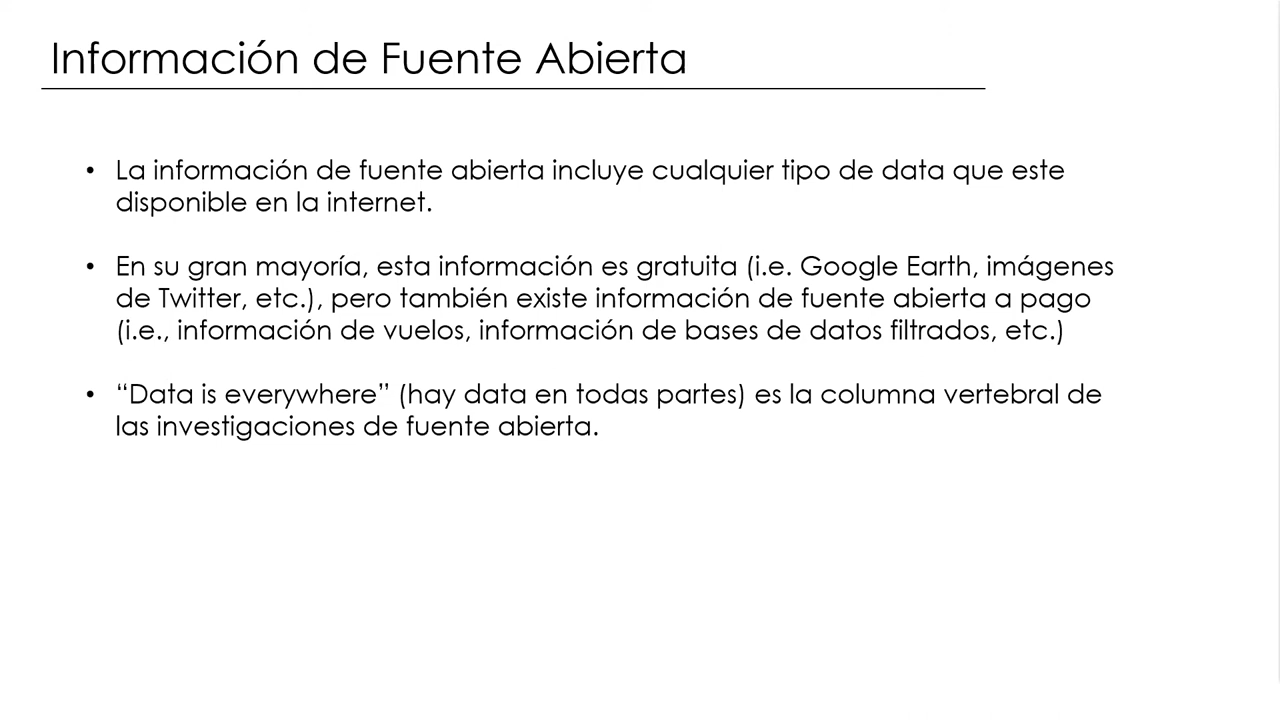 Información de Fuente Abierta
• La información de fuente abierta incluye cualquier tipo de data que este
disponible en la internet.
• En su gran mayoría, esta información es gratuita (i.e. Google Earth, imágenes
de Twitter, etc.), pero también existe información de fuente abierta a pago
(i.e., información de vuelos, información de bases de datos filtrados, etc.)
• “Data is everywhere” (hay data en todas partes) es la columna vertebral de
las investigaciones de fuente abierta.